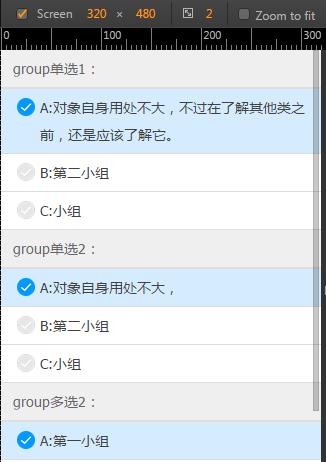 Screen 320 × 480 2 Zoom to fit
0 100 200 300
group单选1：
A:对象自身用处不大，不过在了解其他类之
前，还是应该了解它。
B:第二小组
C:小组
group单选2：
A:对象自身用处不大，
B:第二小组
C:小组
group多选2：
A:第一小组